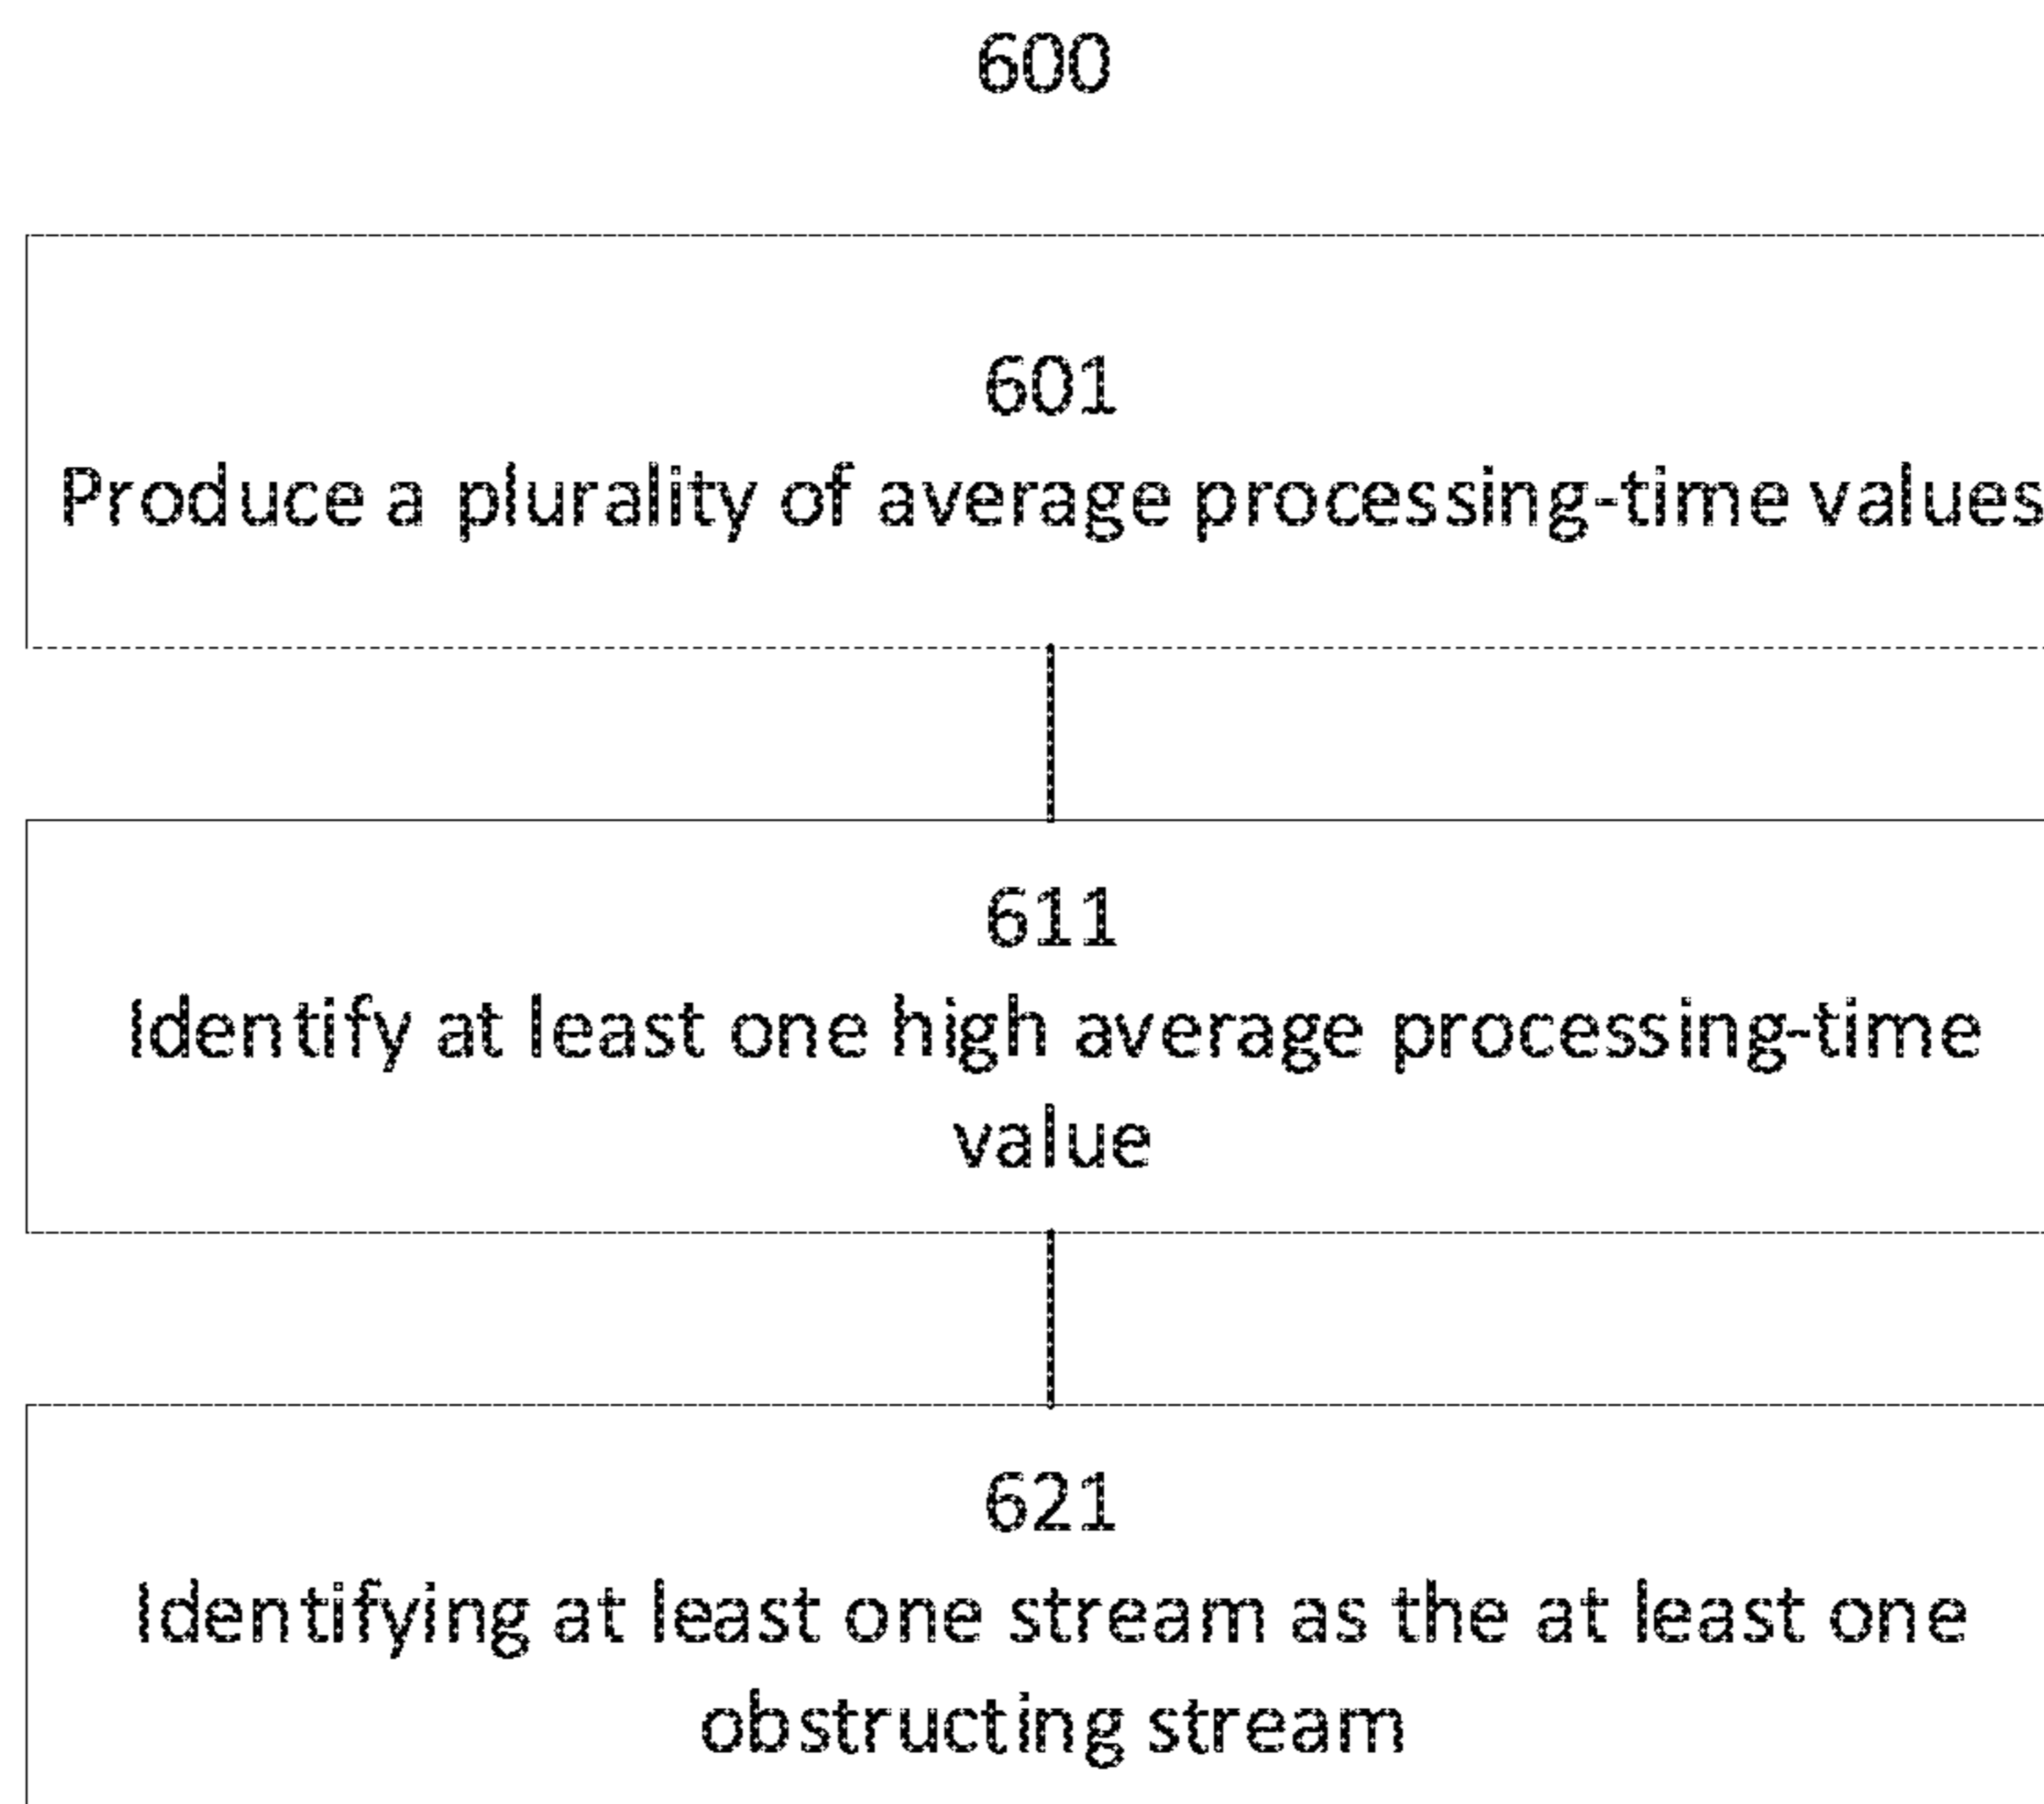 600
601
Produce a plurality of average processing-time values
611
Identify at least one high average processing-time
value
621
Identifying at least one stream as the at least one
obstructing stream